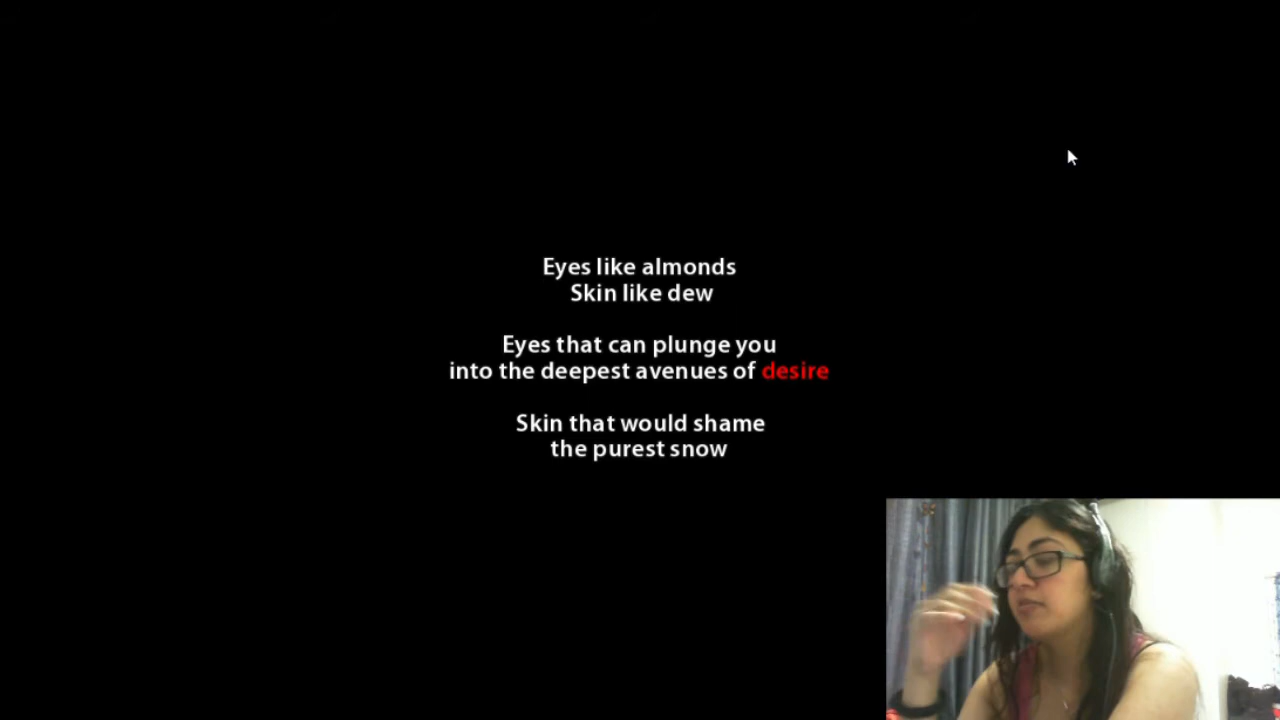 Eyes like almonds
Skin like dew
Eyes that can plunge you
into the deepest avenues of desire
Skin that would shame
the purest snow